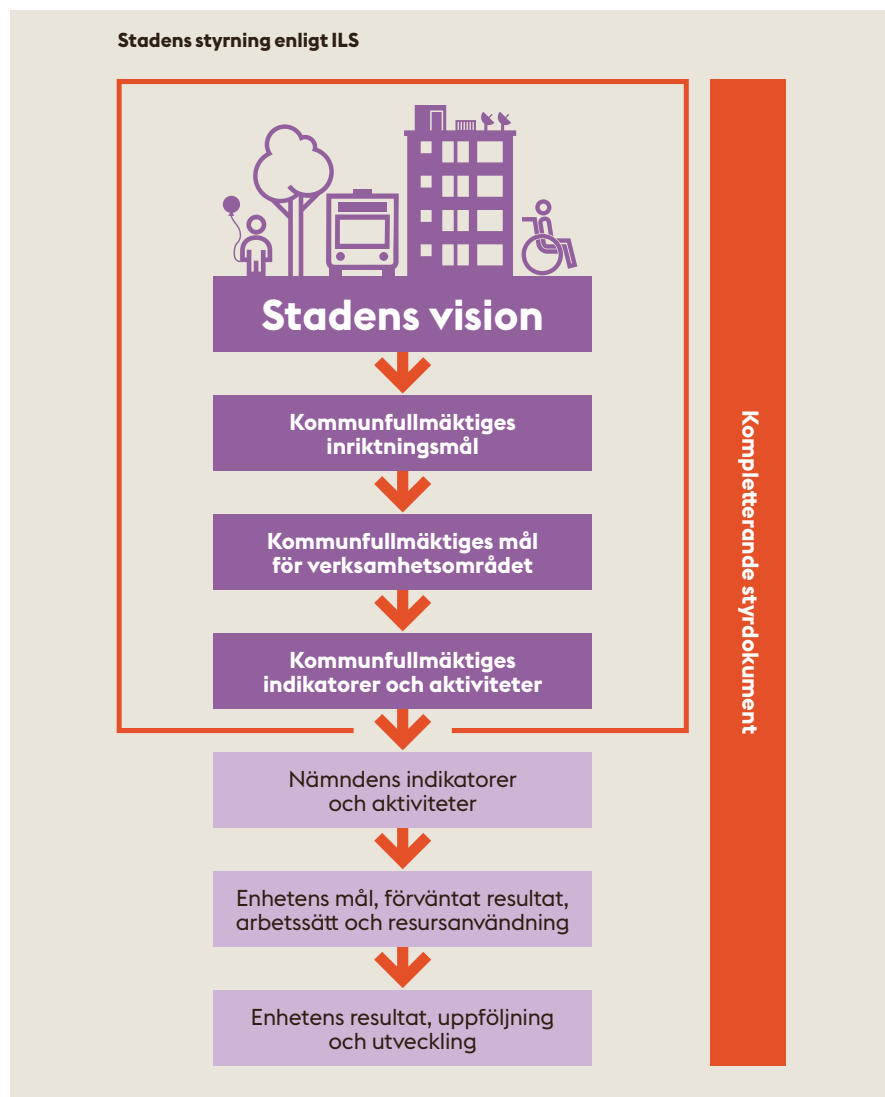 Stadens styrning enligt ILS
Stadens vision
Kommunfullmäktiges
inriktningsmål
Kommunfullmäktiges mål
för verksamhetsområdet
Kommunfullmäktiges
indikatorer och aktiviteter
Nämndens indikatorer
och aktiviteter
Enhetens mål, förväntat resultat,
arbetssätt och resursanvändning
Enhetens resultat, uppföljning
och utveckling
Kompletterande styrdokument